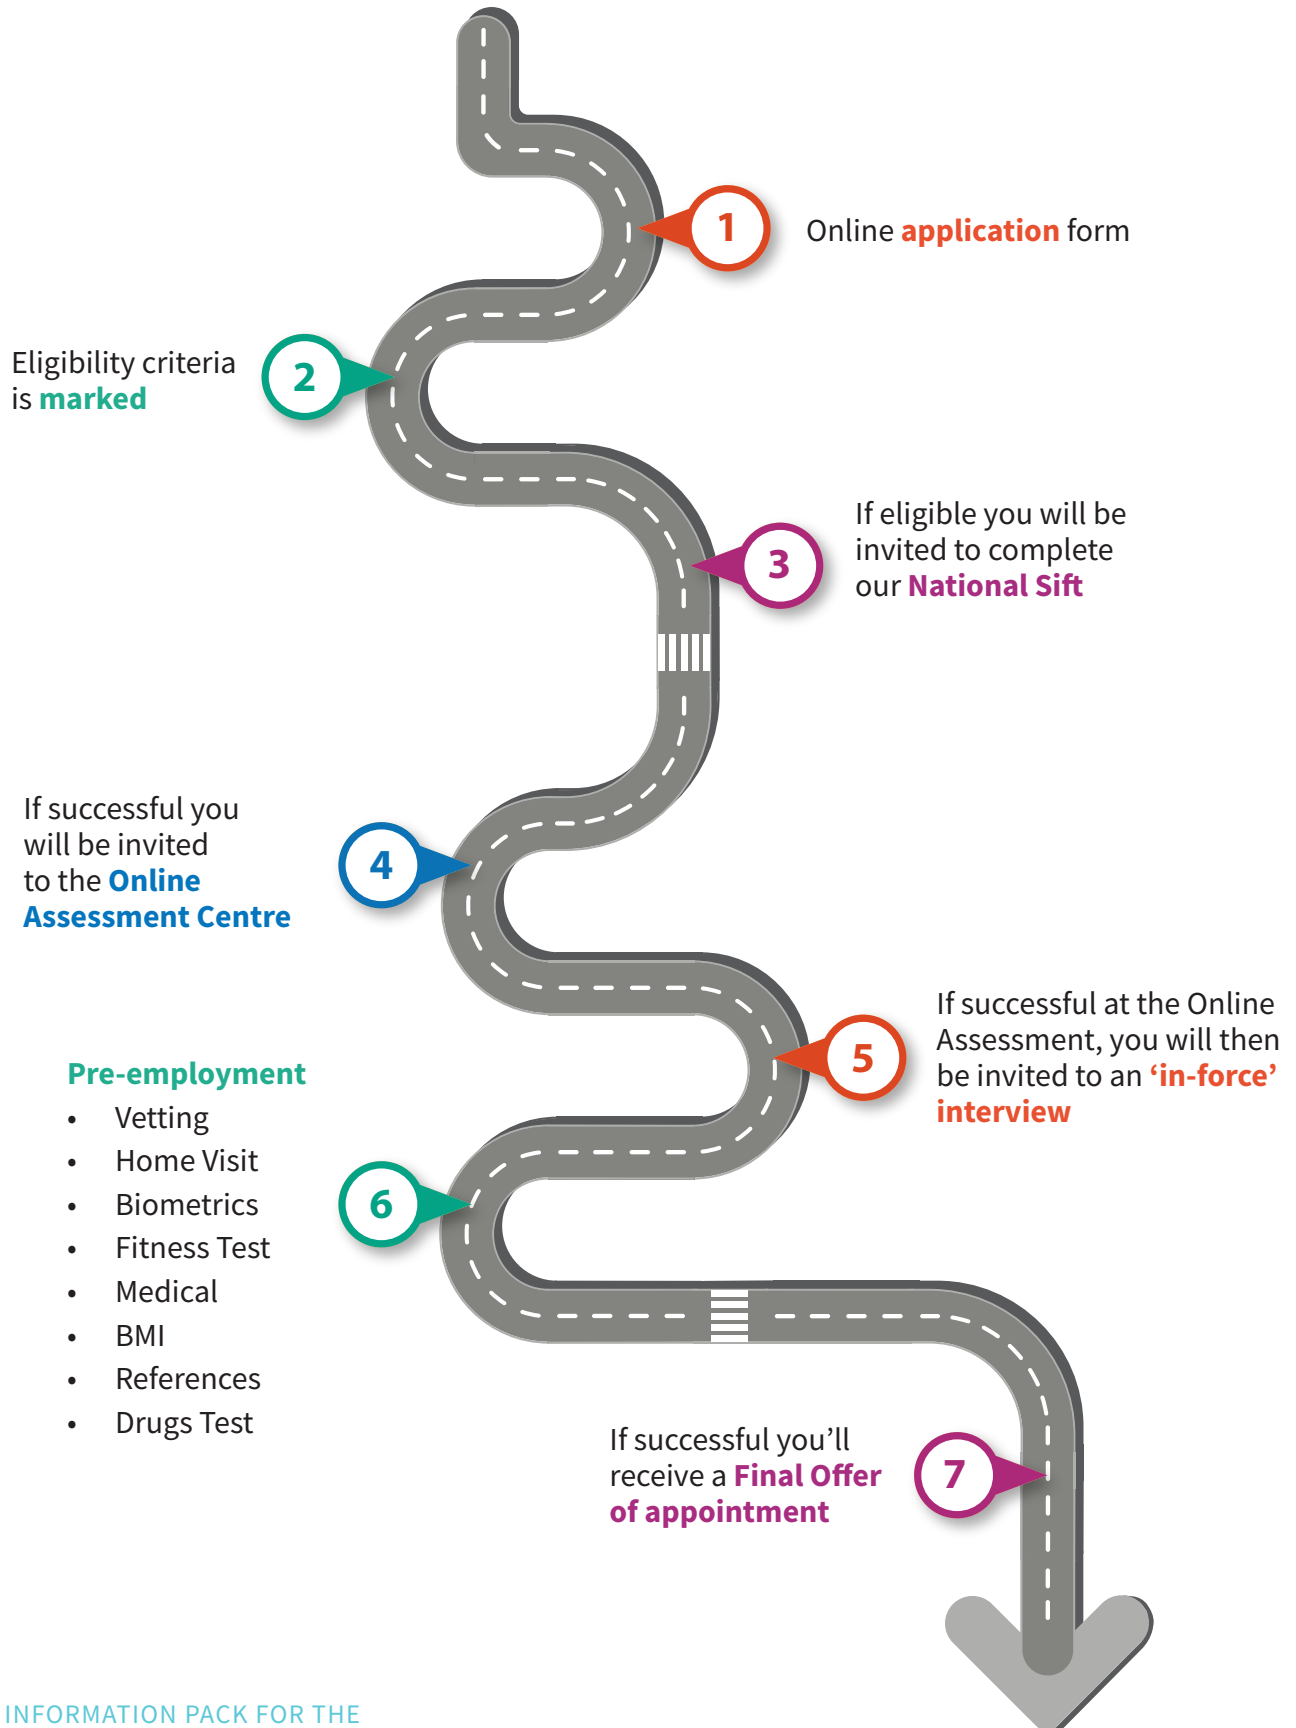 1
Online application form
Eligibility criteria
is marked
2
3
If eligible you will be
invited to complete
our National Sift
If successful you
will be invited
to the Online
Assessment Centre
4
5
If successful at the Online
Assessment, you will then
be invited to an ‘in-force’
interview
Pre-employment
• Vetting
• Home Visit
• Biometrics
• Fitness Test
• Medical
• BMI
• References
• Drugs Test
6
If successful you’ll
receive a Final Offer
of appointment
7
INFORMATION PACK FOR THE